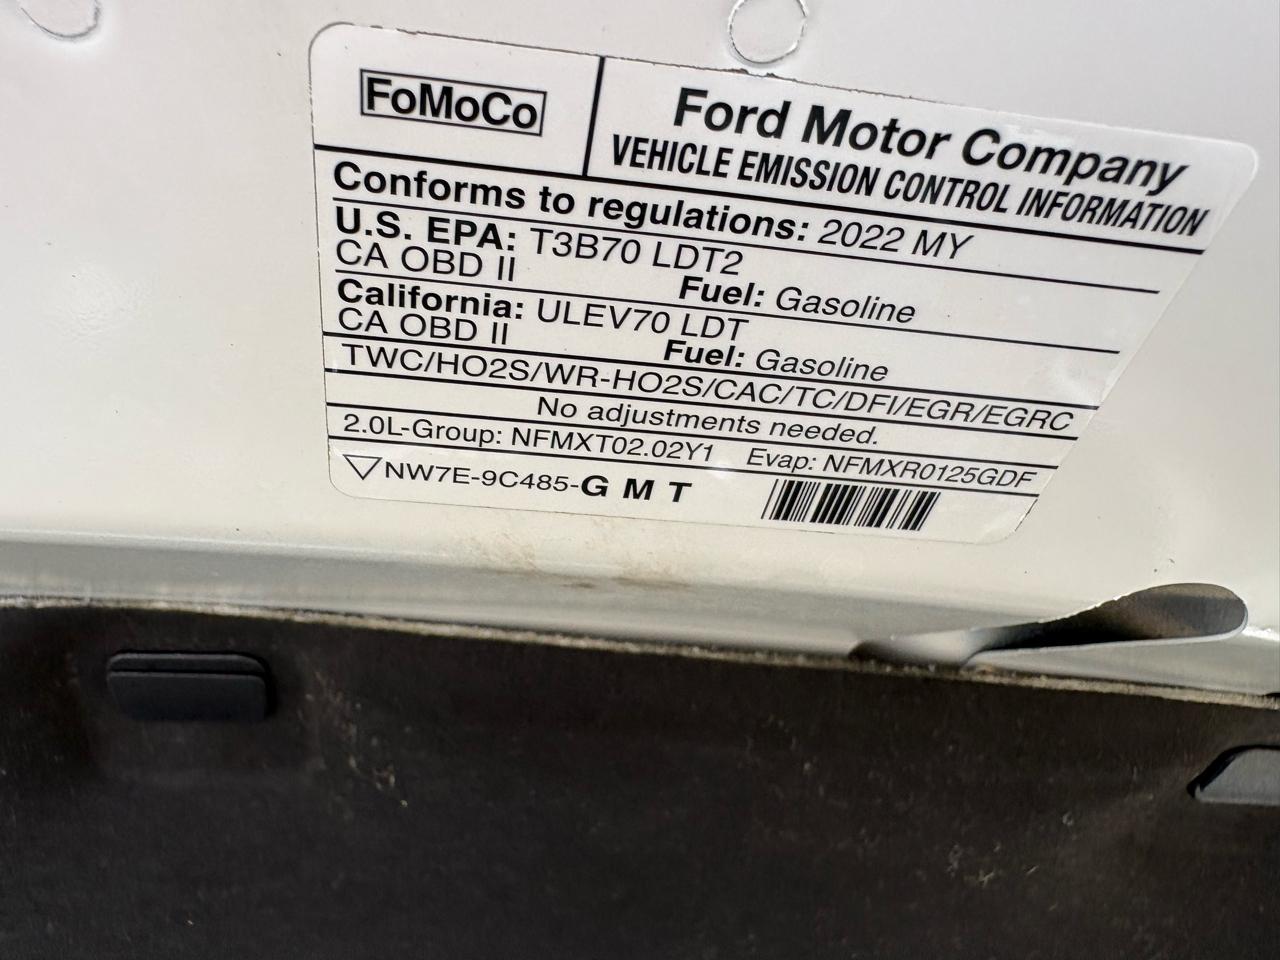 FoMoCo
Ford Motor Company
VEHICLE EMISSION CONTROL INFORMATION
Conforms to regulations: 2022 MY
U.S. EPA: T3B70 LDT2
CA OBD II Fuel: Gasoline
California: ULEV70 LDT
CA OBD II Fuel: Gasoline
TWC/HO2S/WR-HO2S/CAC/TC/DFI/EGR/EGRC
No adjustments needed.
2.0L-Group: NFMXT02.02Y1 Evap: NFMXR0125GDF
NW7E-9C485-G M T